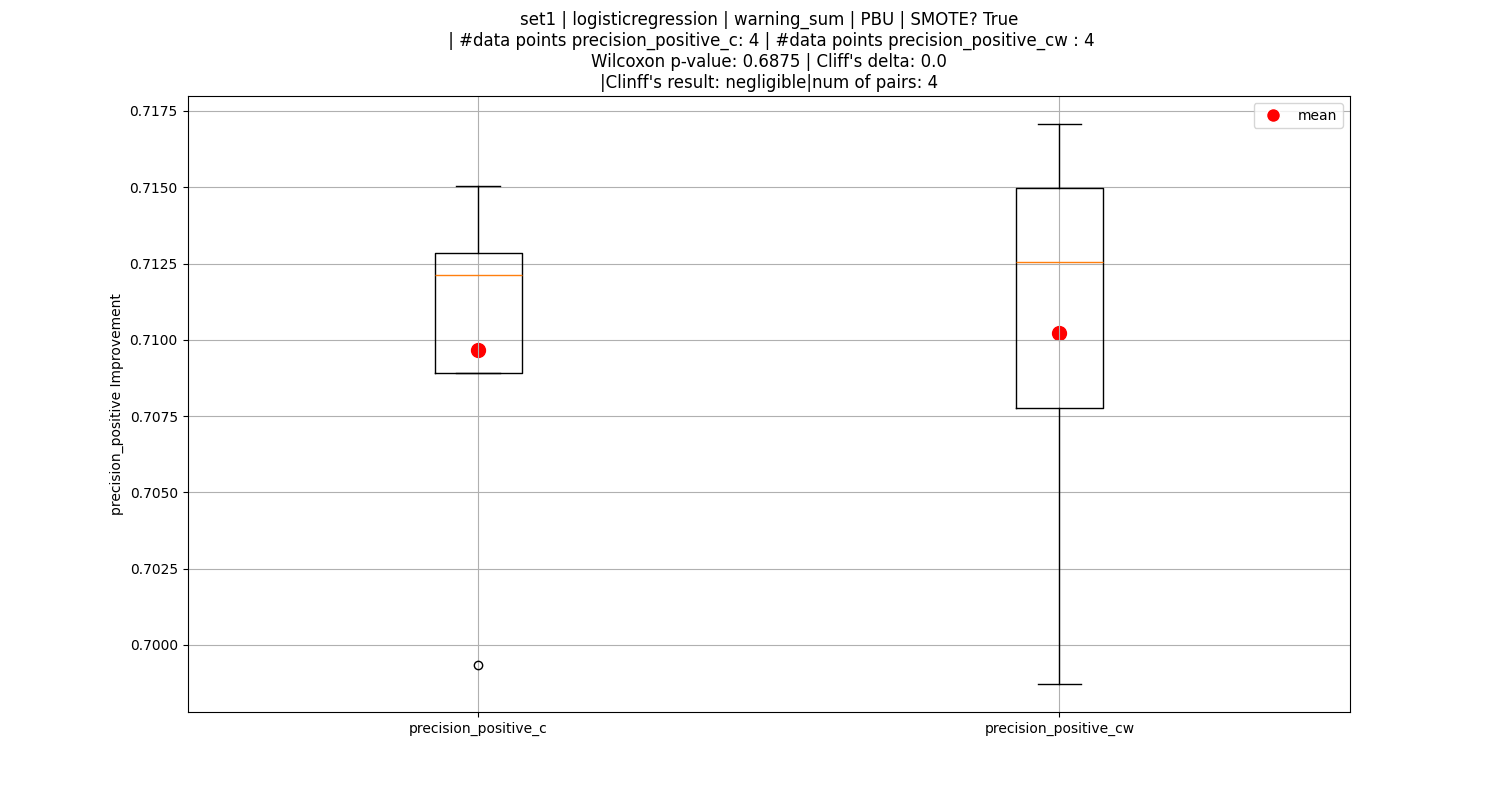 set1 | logisticregression | warning_sum | PBU | SMOTE? True
| #data points precision_positive_c: 4 | #data points precision_positive_cw : 4
Wilcoxon p-value: 0.6875 | Cliff's delta: 0.0
|Clinff's result: negligible|num of pairs: 4
mean
0.7175
0.7150
0.7125
0.7100
0.7075
0.7050
0.7025
0.7000
precision_positive Improvement
precision_positive_c
precision_positive_cw